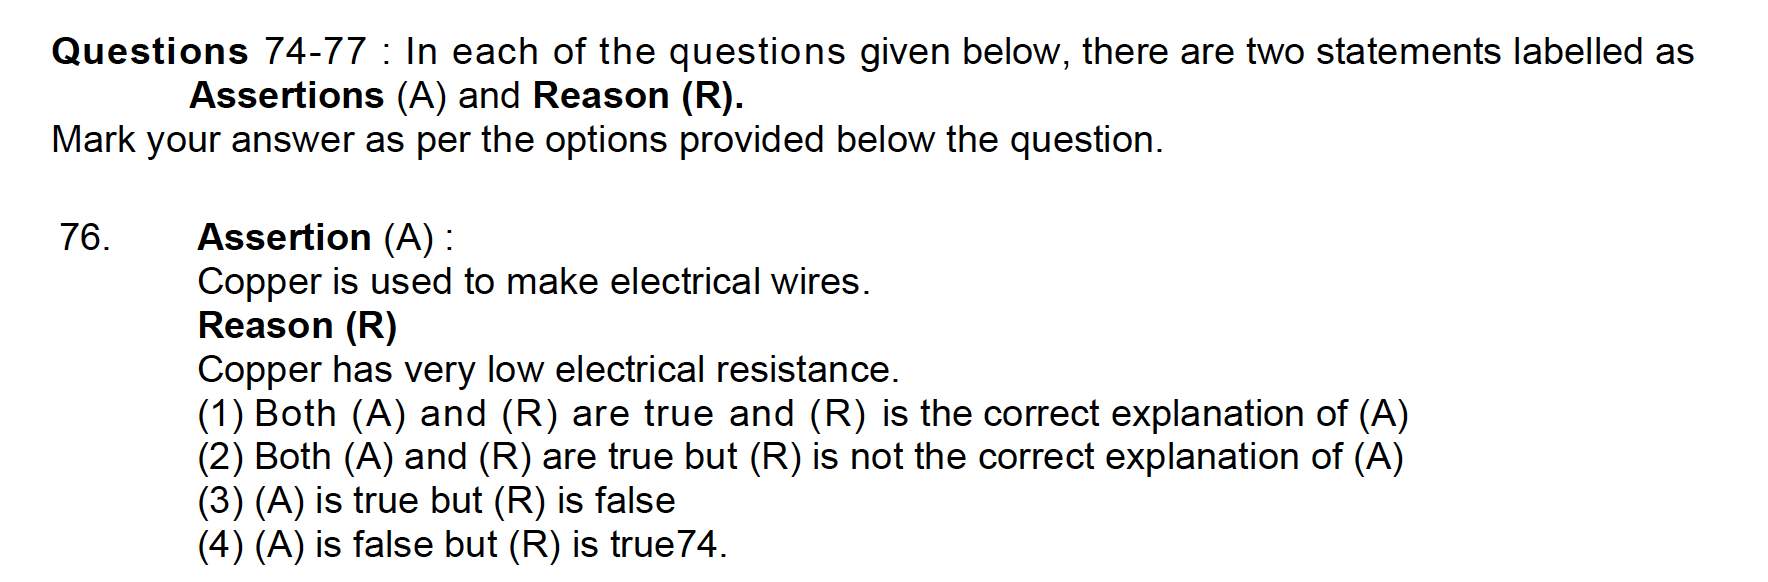 Questions 74-77 : In each of the questions given below, there are two statements labelled as
Assertions (A) and Reason (R).
Mark your answer as per the options provided below the question.
76. Assertion (A) :
Copper is used to make electrical wires.
Reason (R)
Copper has very low electrical resistance.
(1) Both (A) and (R) are true and (R) is the correct explanation of (A)
(2) Both (A) and (R) are true but (R) is not the correct explanation of (A)
(3) (A) is true but (R) is false
(4) (A) is false but (R) is true74.